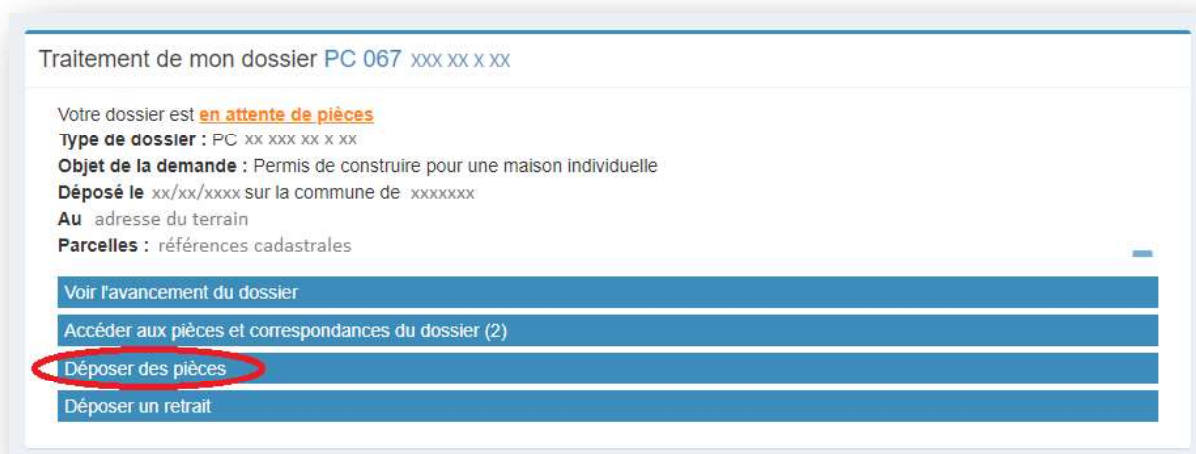 Traitement de mon dossier PC 067 xxx xx x xx
Votre dossier est en attente de pièces
Type de dossier : PC xx xxx xx x xx
Objet de la demande : Permis de construire pour une maison individuelle
Déposé le xx/xx/xxxx sur la commune de xxxxxxx
Au adresse du terrain
Parcelles : références cadastrales
Voir l'avancement du dossier
Accéder aux pièces et correspondances du dossier (2)
Déposer des pièces
Déposer un retrait